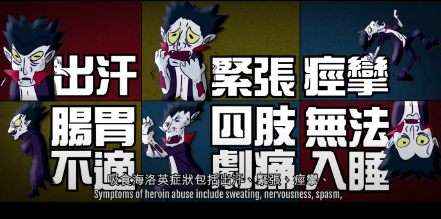 出汗
緊張
痙攣
腸胃
不適
四肢
劇痛
無法
入睡
吸食海洛英症狀包括出汗、緊張、痙攣、
Symptoms of heroin abuse include sweating, nervousness, spasm,